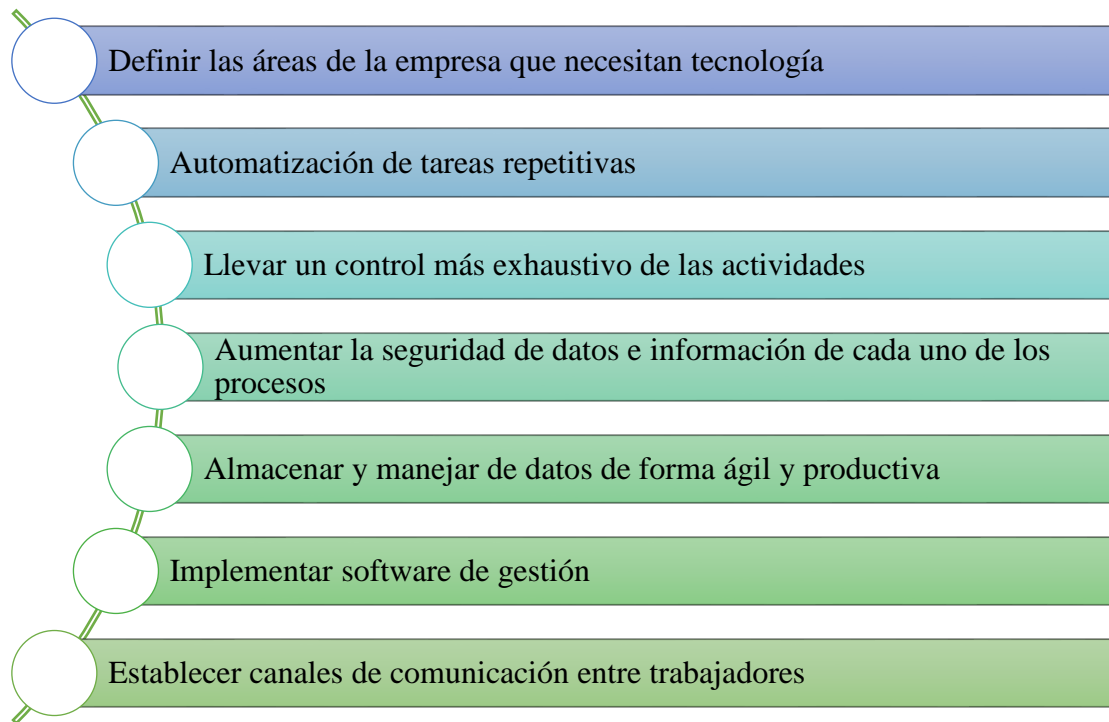 Definir las áreas de la empresa que necesitan tecnología
Automatización de tareas repetitivas
Llevar un control más exhaustivo de las actividades
Aumentar la seguridad de datos e información de cada uno de los
procesos
Almacenar y manejar de datos de forma ágil y productiva
Implementar software de gestión
Establecer canales de comunicación entre trabajadores